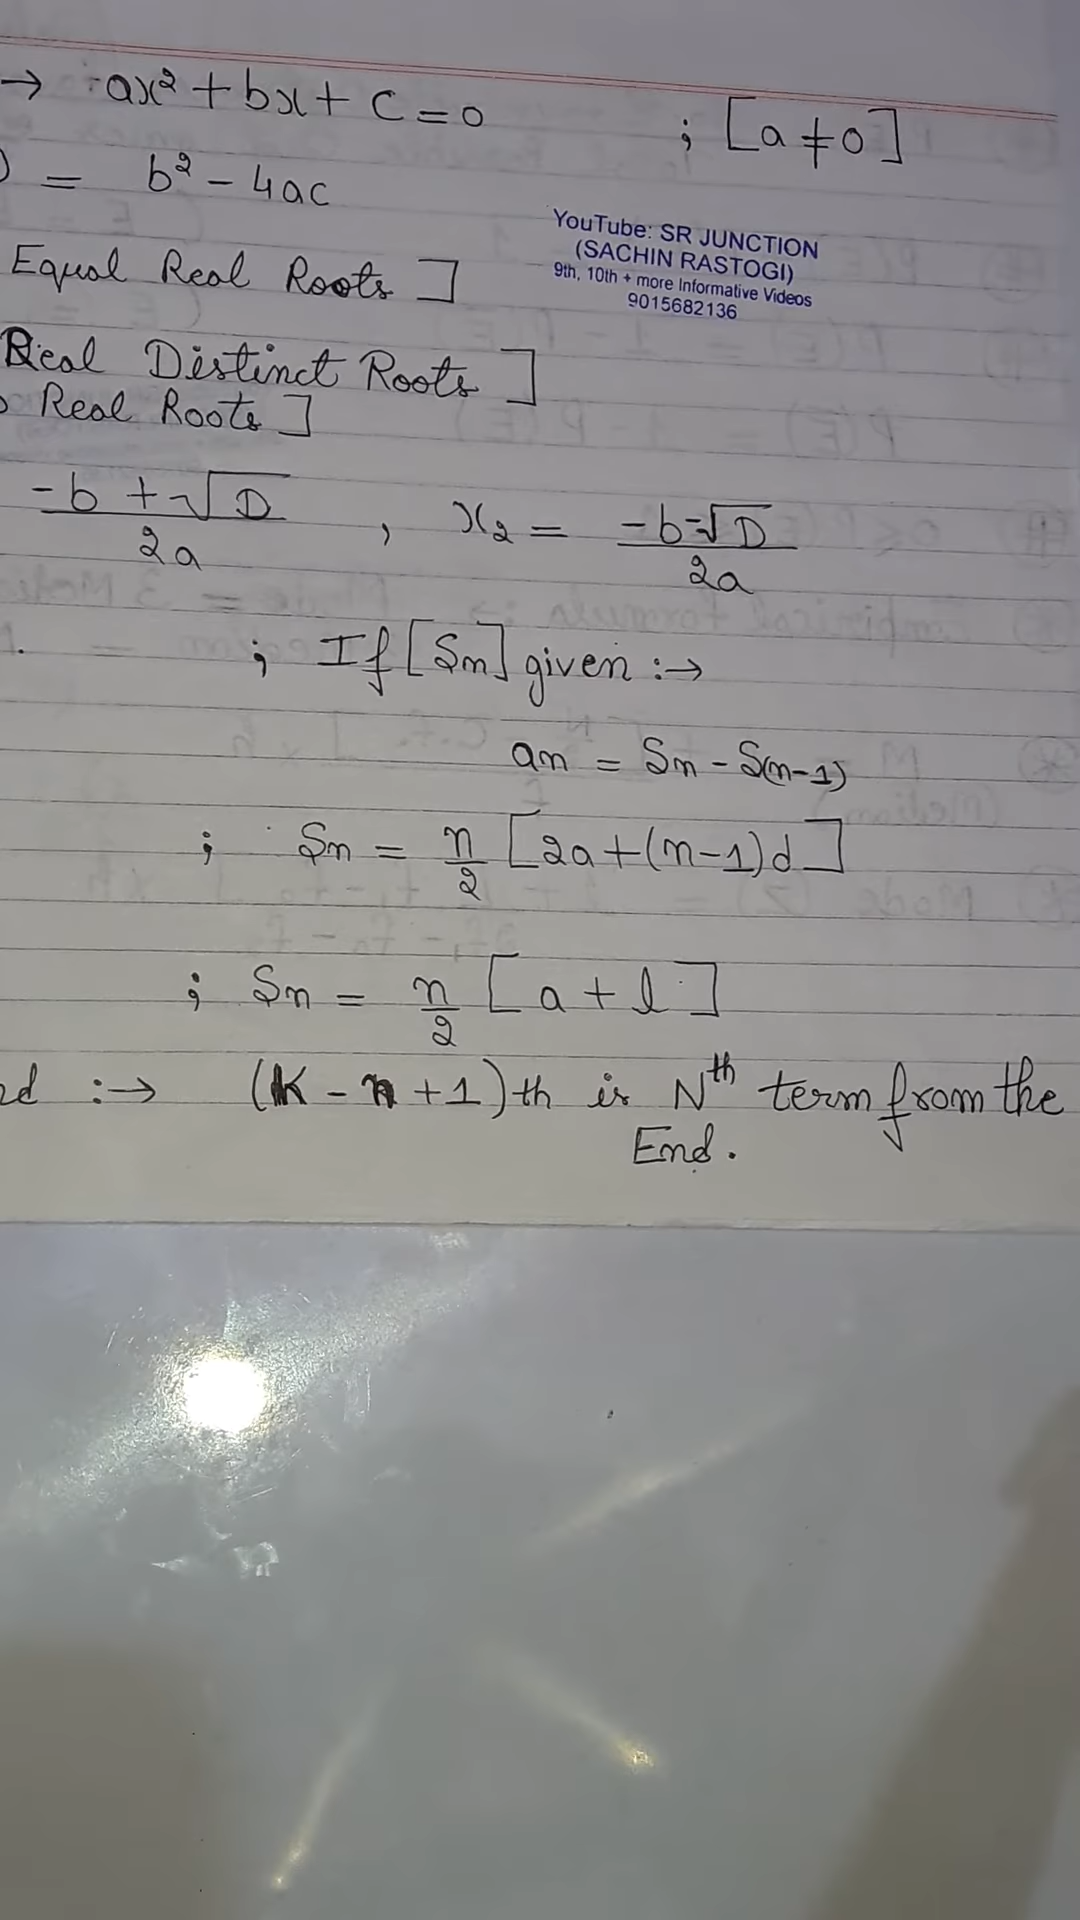 → ax² + bx + c = 0 ; [a ≠ 0]
= b² - 4ac
YouTube: SR JUNCTION
(SACHIN RASTOGI)
9th, 10th + more Informative Videos
9015682136
Equal Real Roots ]
Real Distinct Roots ]
Real Roots ]
-b + √D / 2a , x₂ = -b-√D / 2a
; If [Sn] given :→
an = Sn - S(n-1)
; Sn = n/2 [2a+(n-1)d]
; Sn = n/2 [a + l]
:→ (K - n + 1)th is Nth term from the
End.